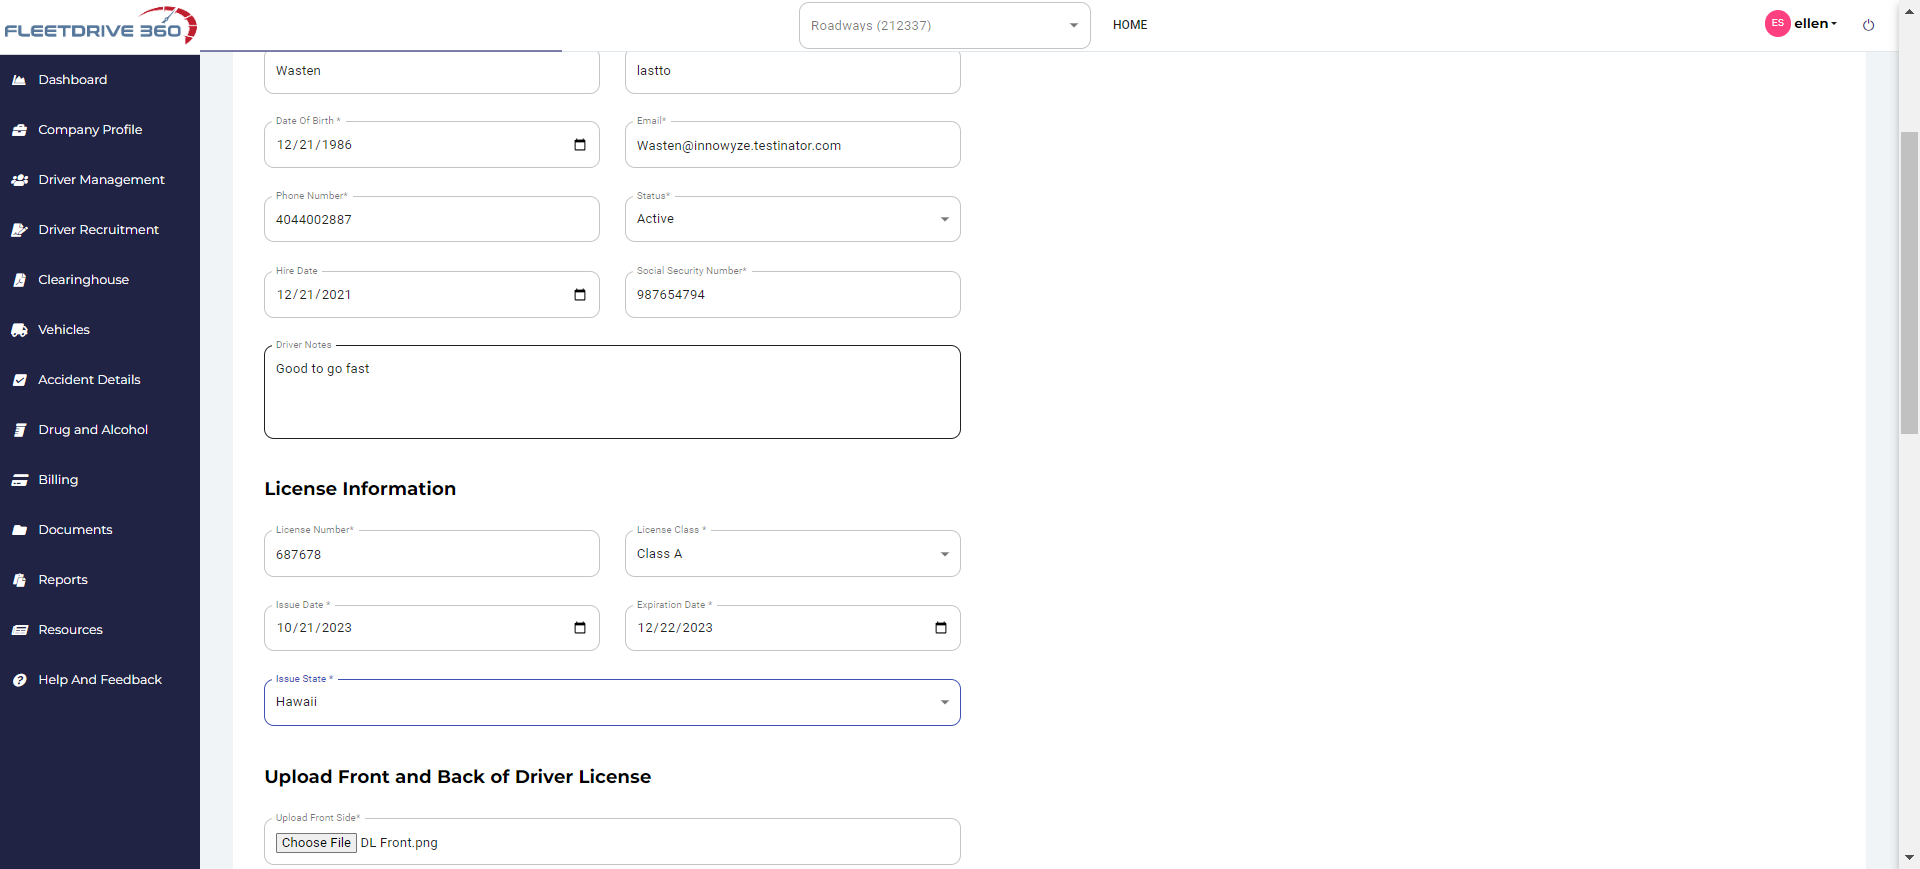 FLEETDRIVE 360
Roadways (212337)
HOME
ES
ellen
Dashboard
Company Profile
Driver Management
Driver Recruitment
Clearinghouse
Vehicles
Accident Details
Drug and Alcohol
Billing
Documents
Reports
Resources
Help And Feedback
Wasten
lastto
Date Of Birth *
12/21/1986
Email*
Wasten@innowyze.testinator.com
Phone Number*
4044002887
Status*
Active
Hire Date
12/21/2021
Social Security Number*
987654794
Driver Notes
Good to go fast
License Information
License Number*
687678
License Class *
Class A
Issue Date *
10/21/2023
Expiration Date *
12/22/2023
Issue State *
Hawaii
Upload Front and Back of Driver License
Upload Front Side*
Choose File DL Front.png